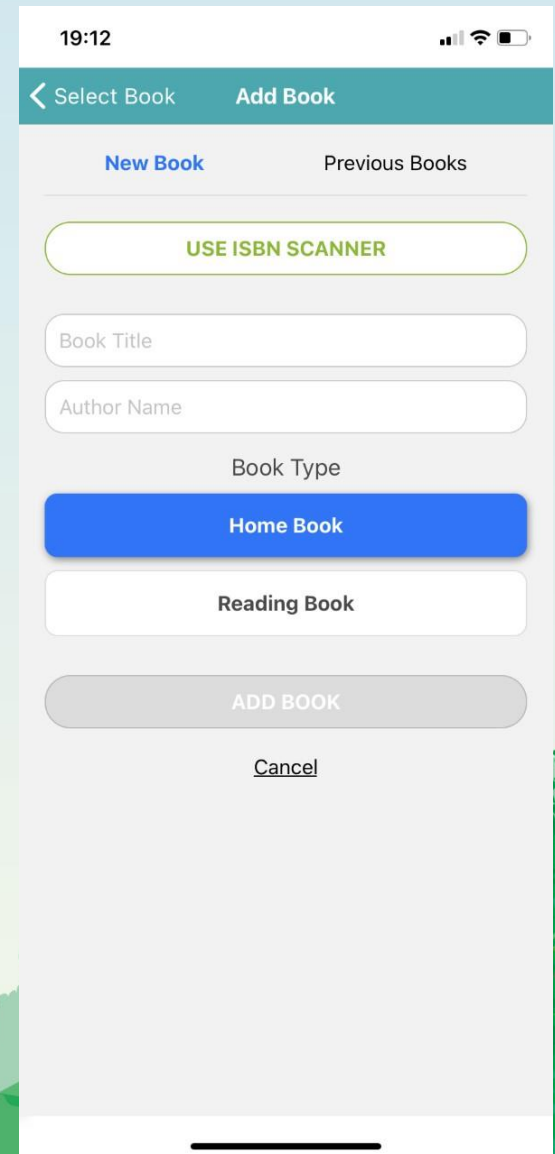 19:12
Select Book Add Book
New Book Previous Books
USE ISBN SCANNER
Book Title
Author Name
Book Type
Home Book
Reading Book
ADD BOOK
Cancel